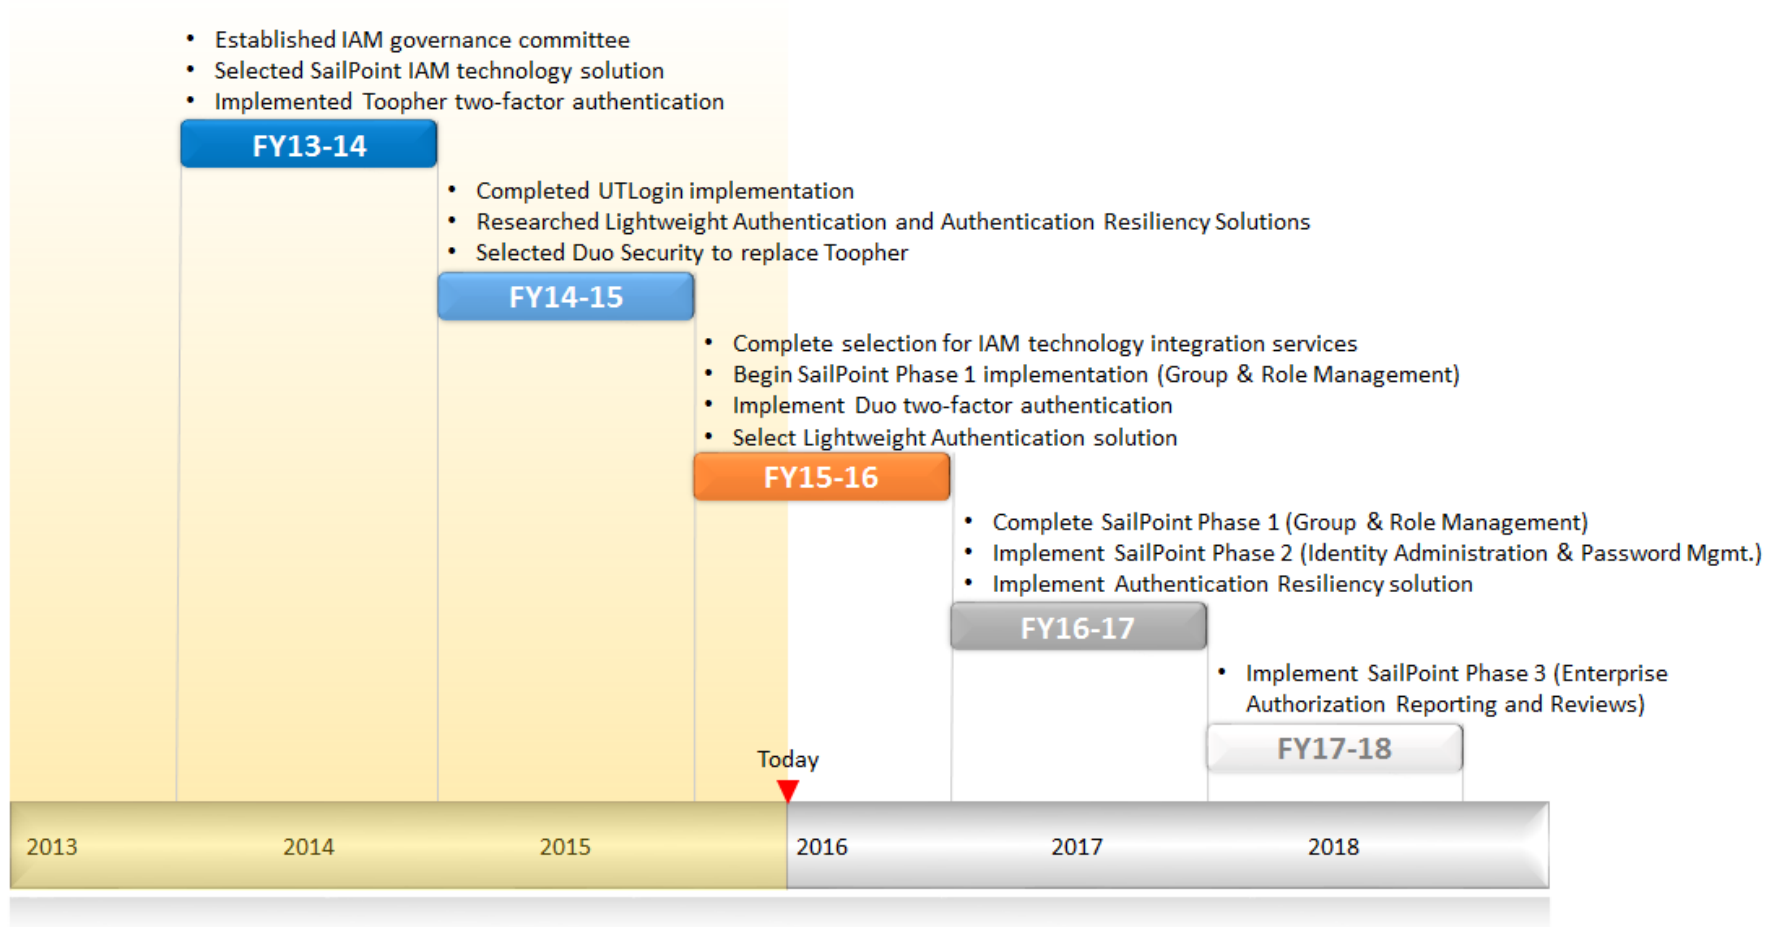 • Established IAM governance committee
• Selected SailPoint IAM technology solution
• Implemented Toopher two-factor authentication
FY13-14
• Completed UTLogin implementation
• Researched Lightweight Authentication and Authentication Resiliency Solutions
• Selected Duo Security to replace Toopher
FY14-15
• Complete selection for IAM technology integration services
• Begin SailPoint Phase 1 implementation (Group & Role Management)
• Implement Duo two-factor authentication
• Select Lightweight Authentication solution
FY15-16
• Complete SailPoint Phase 1 (Group & Role Management)
• Implement SailPoint Phase 2 (Identity Administration & Password Mgmt.)
• Implement Authentication Resiliency solution
FY16-17
• Implement SailPoint Phase 3 (Enterprise
Authorization Reporting and Reviews)
FY17-18
Today
2013 2014 2015 2016 2017 2018